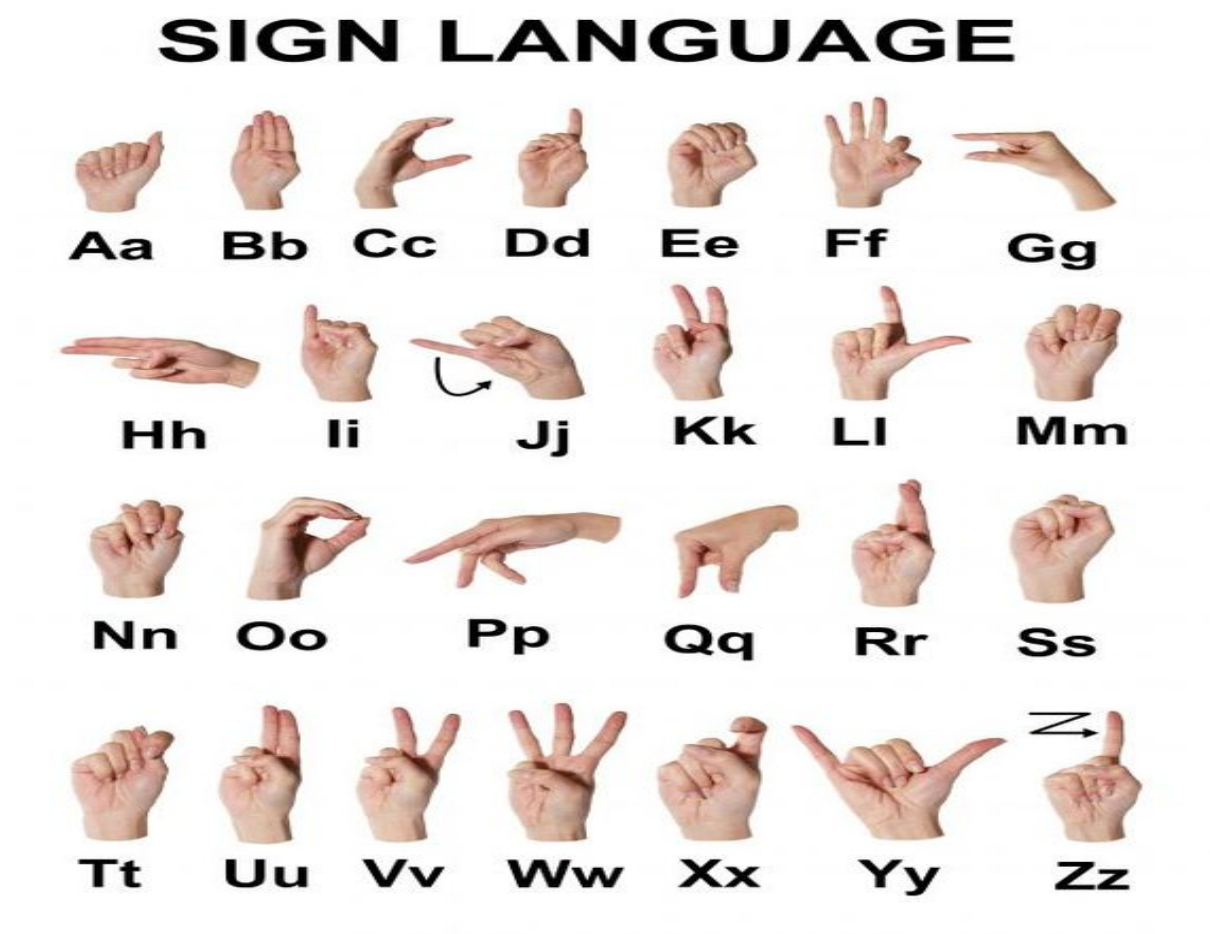 SIGN LANGUAGE
Aa Bb Cc Dd Ee Ff Gg
Hh Ii Jj Kk Ll Mm
Nn Oo Pp Qq Rr Ss
Tt Uu Vv Ww Xx Yy Zz